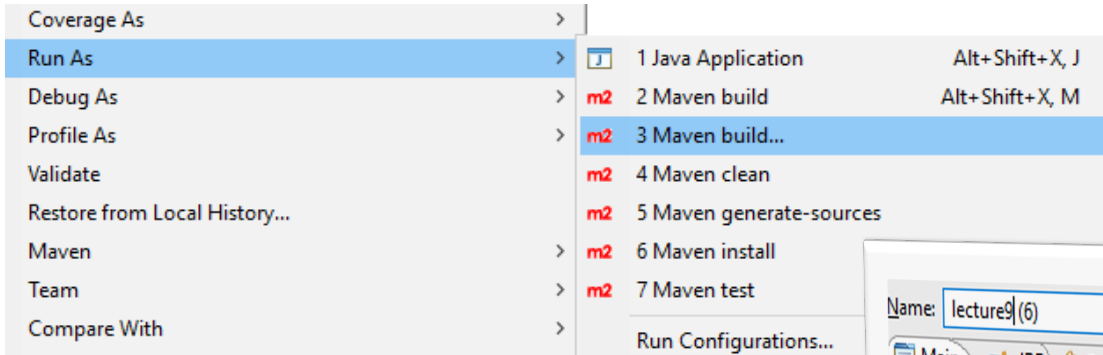 Coverage As
Run As
Debug As
Profile As
Validate
Restore from Local History...
Maven
Team
Compare With
1 Java Application Alt+Shift+X, J
m2 2 Maven build Alt+Shift+X, M
m2 3 Maven build...
m2 4 Maven clean
m2 5 Maven generate-sources
m2 6 Maven install
m2 7 Maven test
Run Configurations...
Name: lecture9 (6)
Main